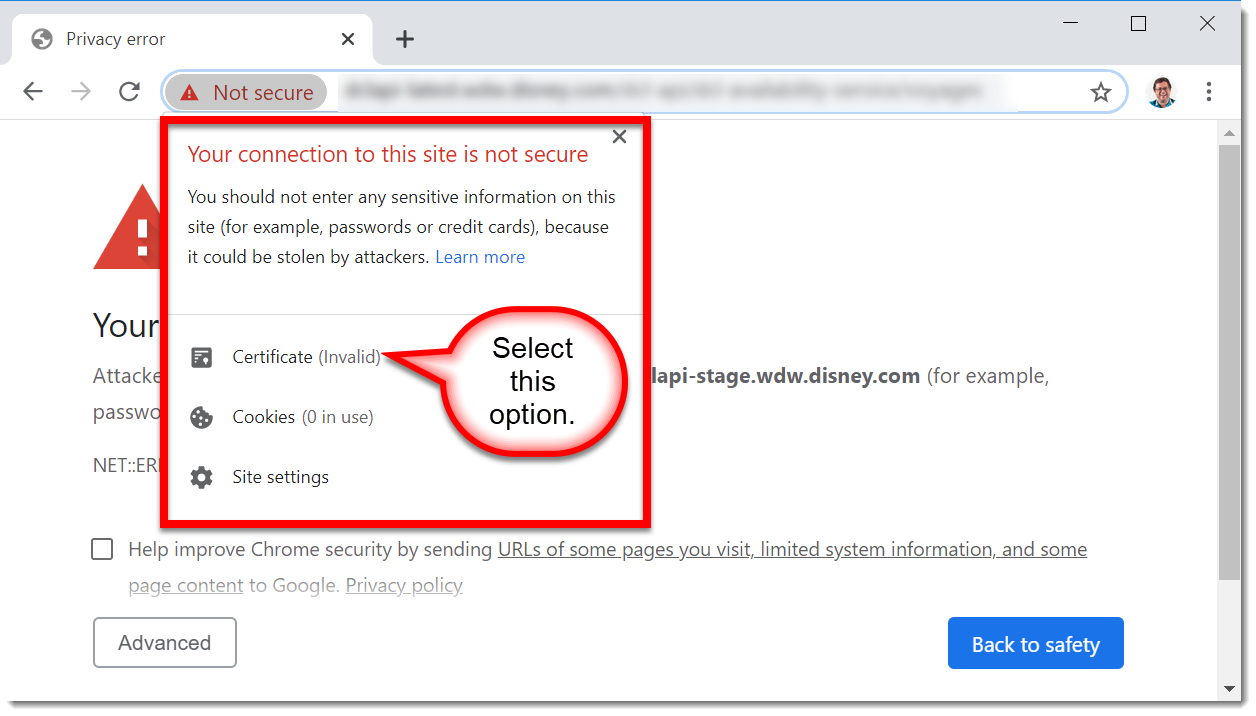 Privacy error
Not secure
Your connection to this site is not secure
You should not enter any sensitive information on this
site (for example, passwords or credit cards), because
it could be stolen by attackers. Learn more
Your
Certificate (Invalid)
Select
this
option.
Attacke
lapi-stage.wdw.disney.com (for example,
passwo
Cookies (0 in use)
NET::ER
Site settings
Help improve Chrome security by sending URLs of some pages you visit, limited system information, and some
page content to Google. Privacy policy
Advanced
Back to safety